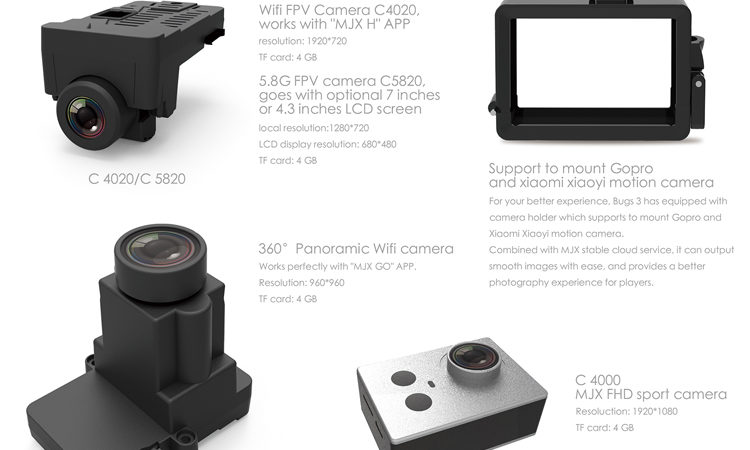 Wifi FPV Camera C4020,
works with "MJX H" APP
resolution: 1920*720
TF card: 4 GB
5.8G FPV camera C5820,
goes with optional 7 inches
or 4.3 inches LCD screen
local resolution:1280*720
LCD display resolution: 680*480
TF card: 4 GB
C 4020/C 5820
Support to mount Gopro
and xiaomi xiaoyi motion camera
For your better experience, Bugs 3 has equipped with
camera holder which supports to mount Gopro and
Xiaomi Xiaoyi motion camera.
Combined with MJX stable cloud service, it can output
smooth images with ease, and provides a better
photography experience for players.
360° Panoramic Wifi camera
Works perfectly with "MJX GO" APP.
Resolution: 960*960
TF card: 4 GB
C 4000
MJX FHD sport camera
Resoluction: 1920*1080
TF card: 4 GB